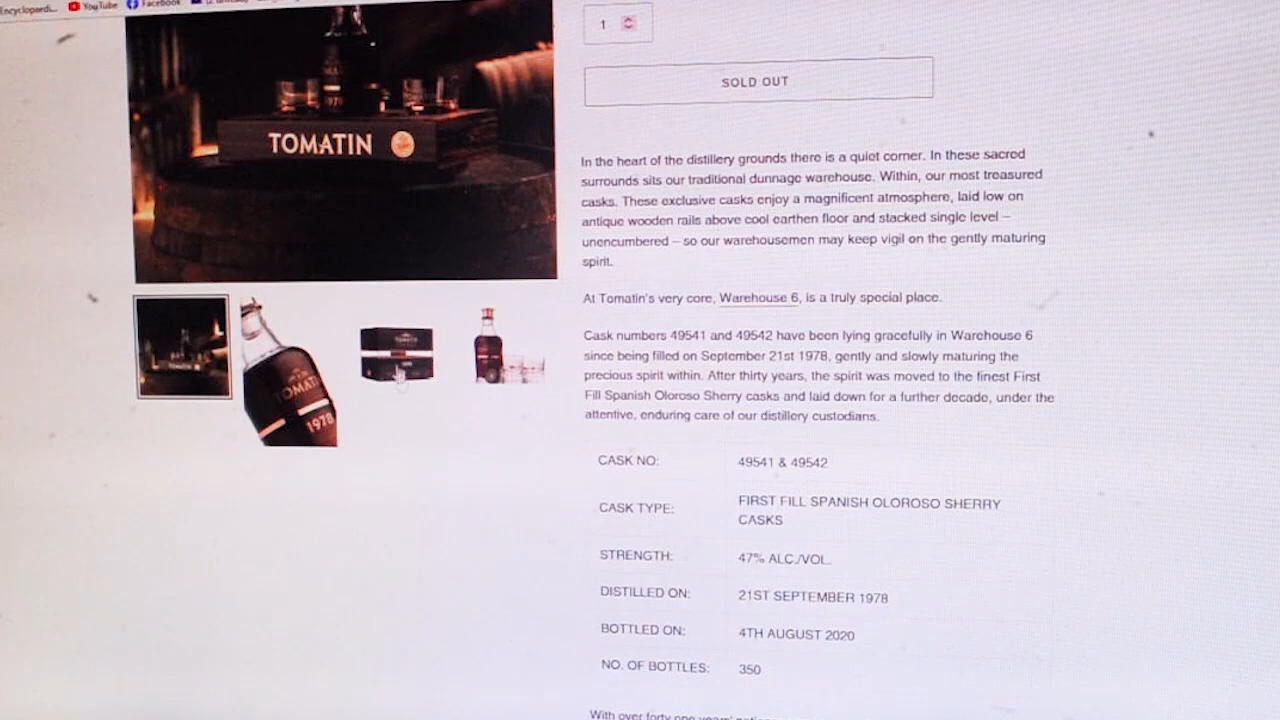 YouTube
Facebook
1
SOLD OUT
TOMATIN
In the heart of the distillery grounds there is a quiet corner. In these sacred
surrounds sits our traditional dunnage warehouse. Within, our most treasured
casks. These exclusive casks enjoy a magnificent atmosphere, laid low on
antique wooden rails above cool earthen floor and stacked single level –
unencumbered – so our warehousemen may keep vigil on the gently maturing
spirit.
At Tomatin's very core, Warehouse 6, is a truly special place.
Cask numbers 49541 and 49542 have been lying gracefully in Warehouse 6
since being filled on September 21st 1978, gently and slowly maturing the
precious spirit within. After thirty years, the spirit was moved to the finest First
Fill Spanish Oloroso Sherry casks and laid down for a further decade, under the
attentive, enduring care of our distillery custodians.
TOMATIN
1978
TOMATIN
CASK NO: 49541 & 49542
CASK TYPE: FIRST FILL SPANISH OLOROSO SHERRY
CASKS
STRENGTH: 47% ALC./VOL.
DISTILLED ON: 21ST SEPTEMBER 1978
BOTTLED ON: 4TH AUGUST 2020
NO. OF BOTTLES: 350
With over forty one years'